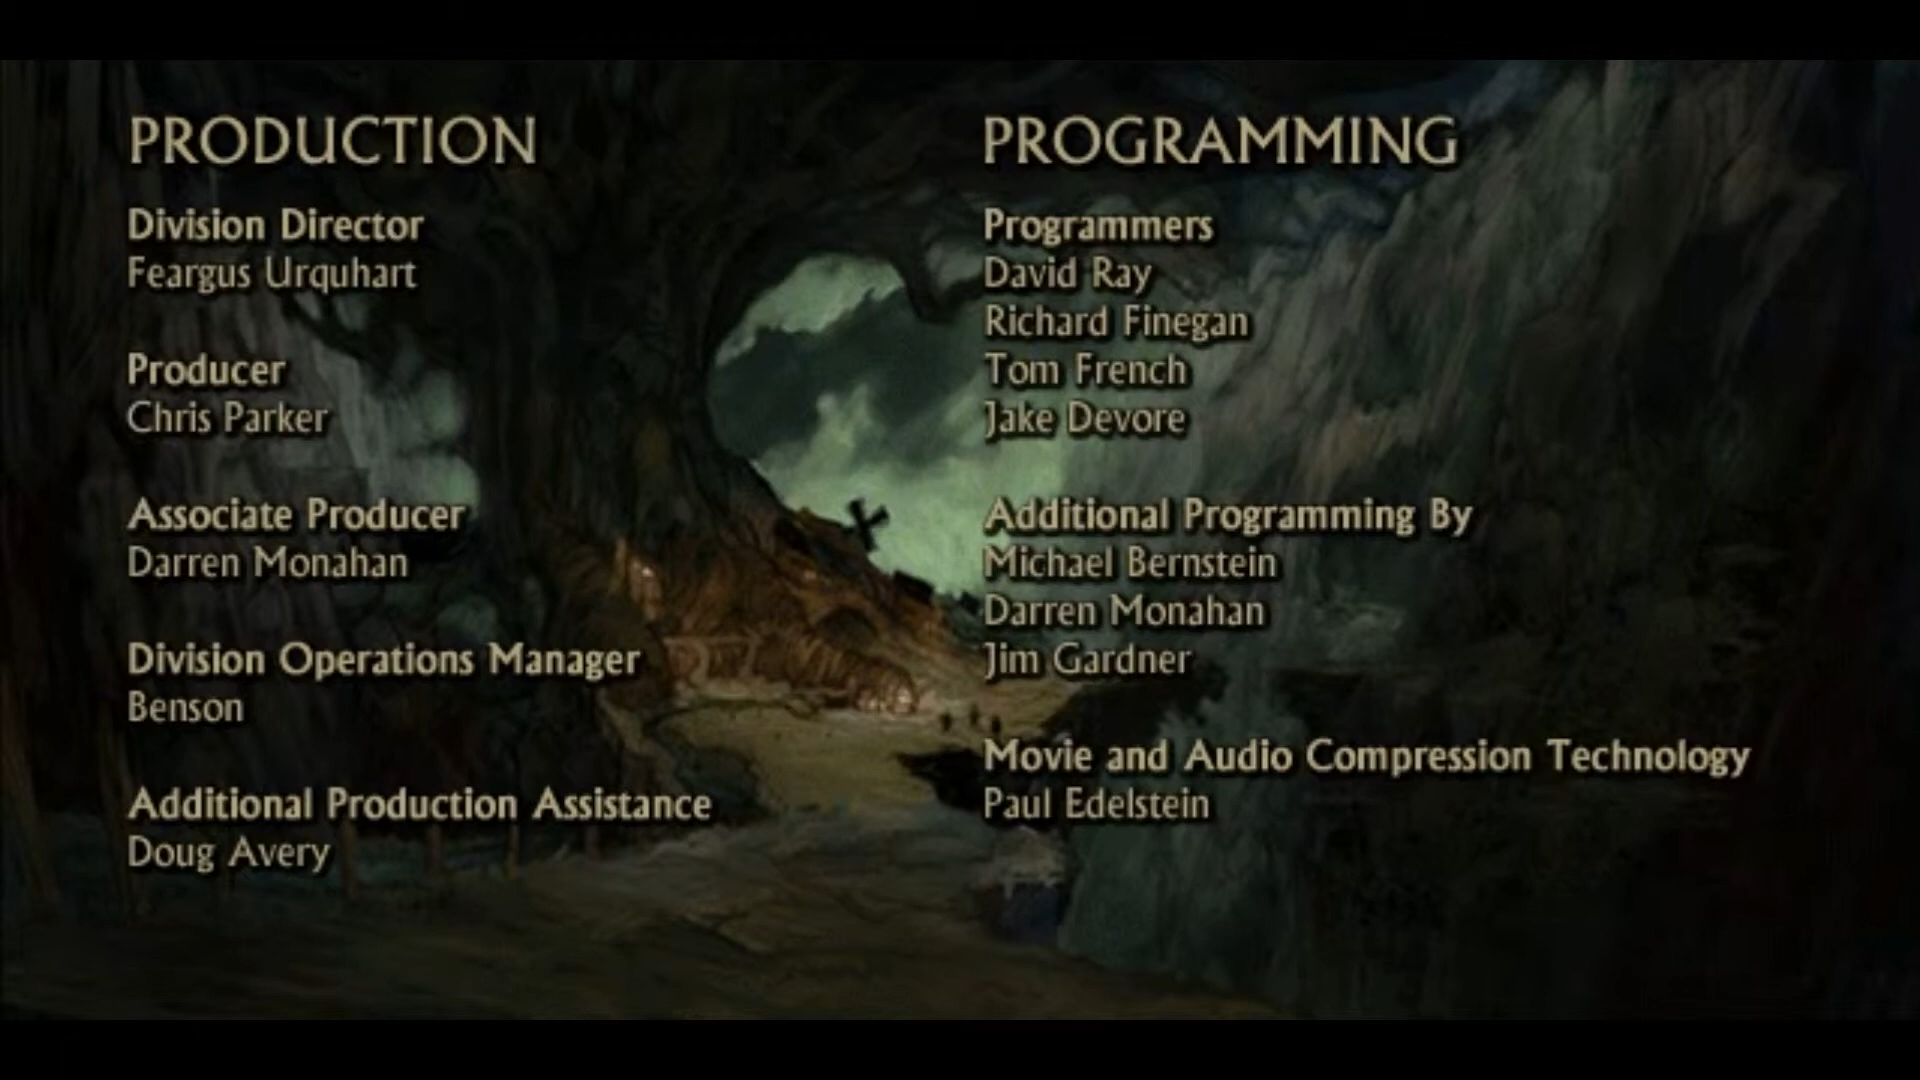 PRODUCTION
Division Director
Feargus Urquhart
Producer
Chris Parker
Associate Producer
Darren Monahan
Division Operations Manager
Benson
Additional Production Assistance
Doug Avery
PROGRAMMING
Programmers
David Ray
Richard Finegan
Tom French
Jake Devore
Additional Programming By
Michael Bernstein
Darren Monahan
Jim Gardner
Movie and Audio Compression Technology
Paul Edelstein